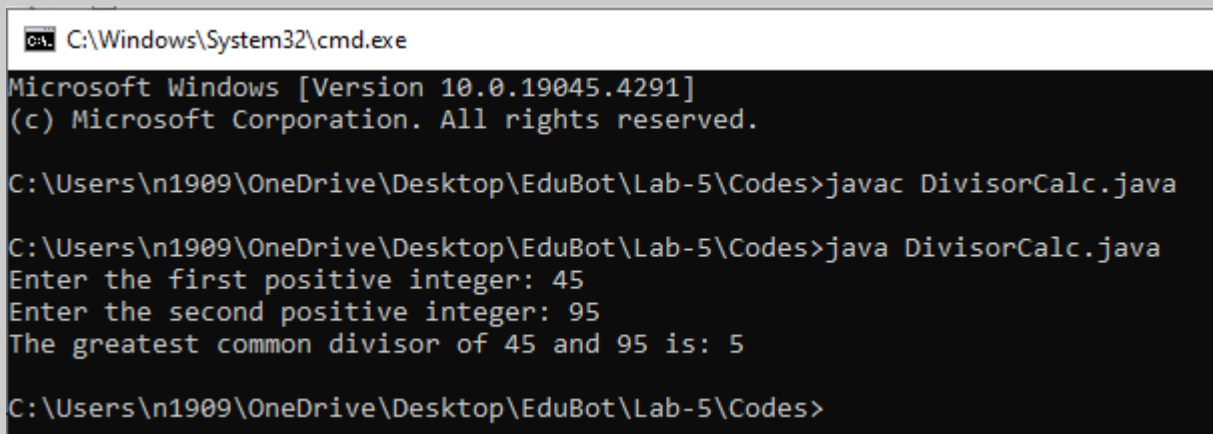 C:\Windows\System32\cmd.exe
Microsoft Windows [Version 10.0.19045.4291]
(c) Microsoft Corporation. All rights reserved.
C:\Users\n1909\OneDrive\Desktop\EduBot\Lab-5\Codes>javac DivisorCalc.java
C:\Users\n1909\OneDrive\Desktop\EduBot\Lab-5\Codes>java DivisorCalc.java
Enter the first positive integer: 45
Enter the second positive integer: 95
The greatest common divisor of 45 and 95 is: 5
C:\Users\n1909\OneDrive\Desktop\EduBot\Lab-5\Codes>